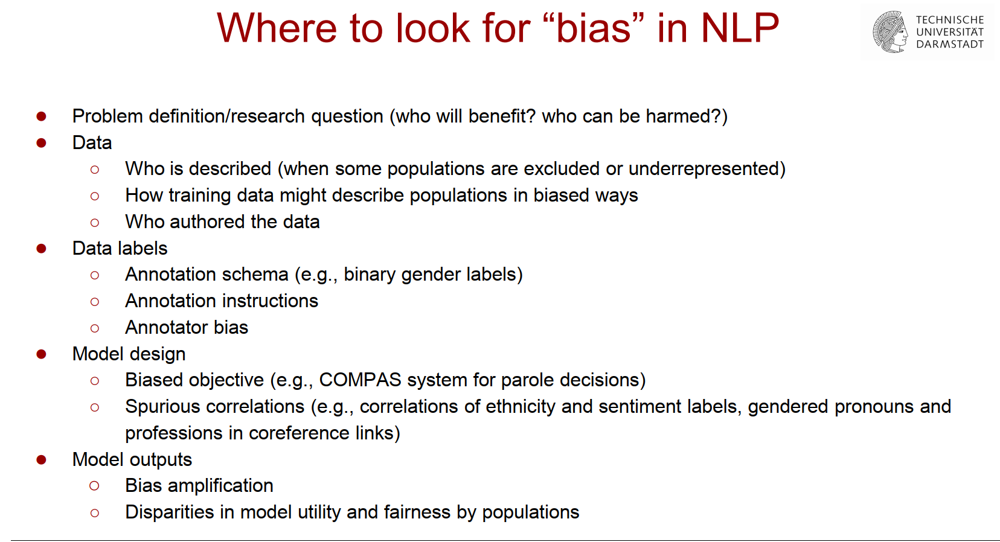 Where to look for “bias” in NLP
TECHNISCHE
UNIVERSITÄT
DARMSTADT
● Problem definition/research question (who will benefit? who can be harmed?)
● Data
○ Who is described (when some populations are excluded or underrepresented)
○ How training data might describe populations in biased ways
○ Who authored the data
● Data labels
○ Annotation schema (e.g., binary gender labels)
○ Annotation instructions
○ Annotator bias
● Model design
○ Biased objective (e.g., COMPAS system for parole decisions)
○ Spurious correlations (e.g., correlations of ethnicity and sentiment labels, gendered pronouns and
professions in coreference links)
● Model outputs
○ Bias amplification
○ Disparities in model utility and fairness by populations